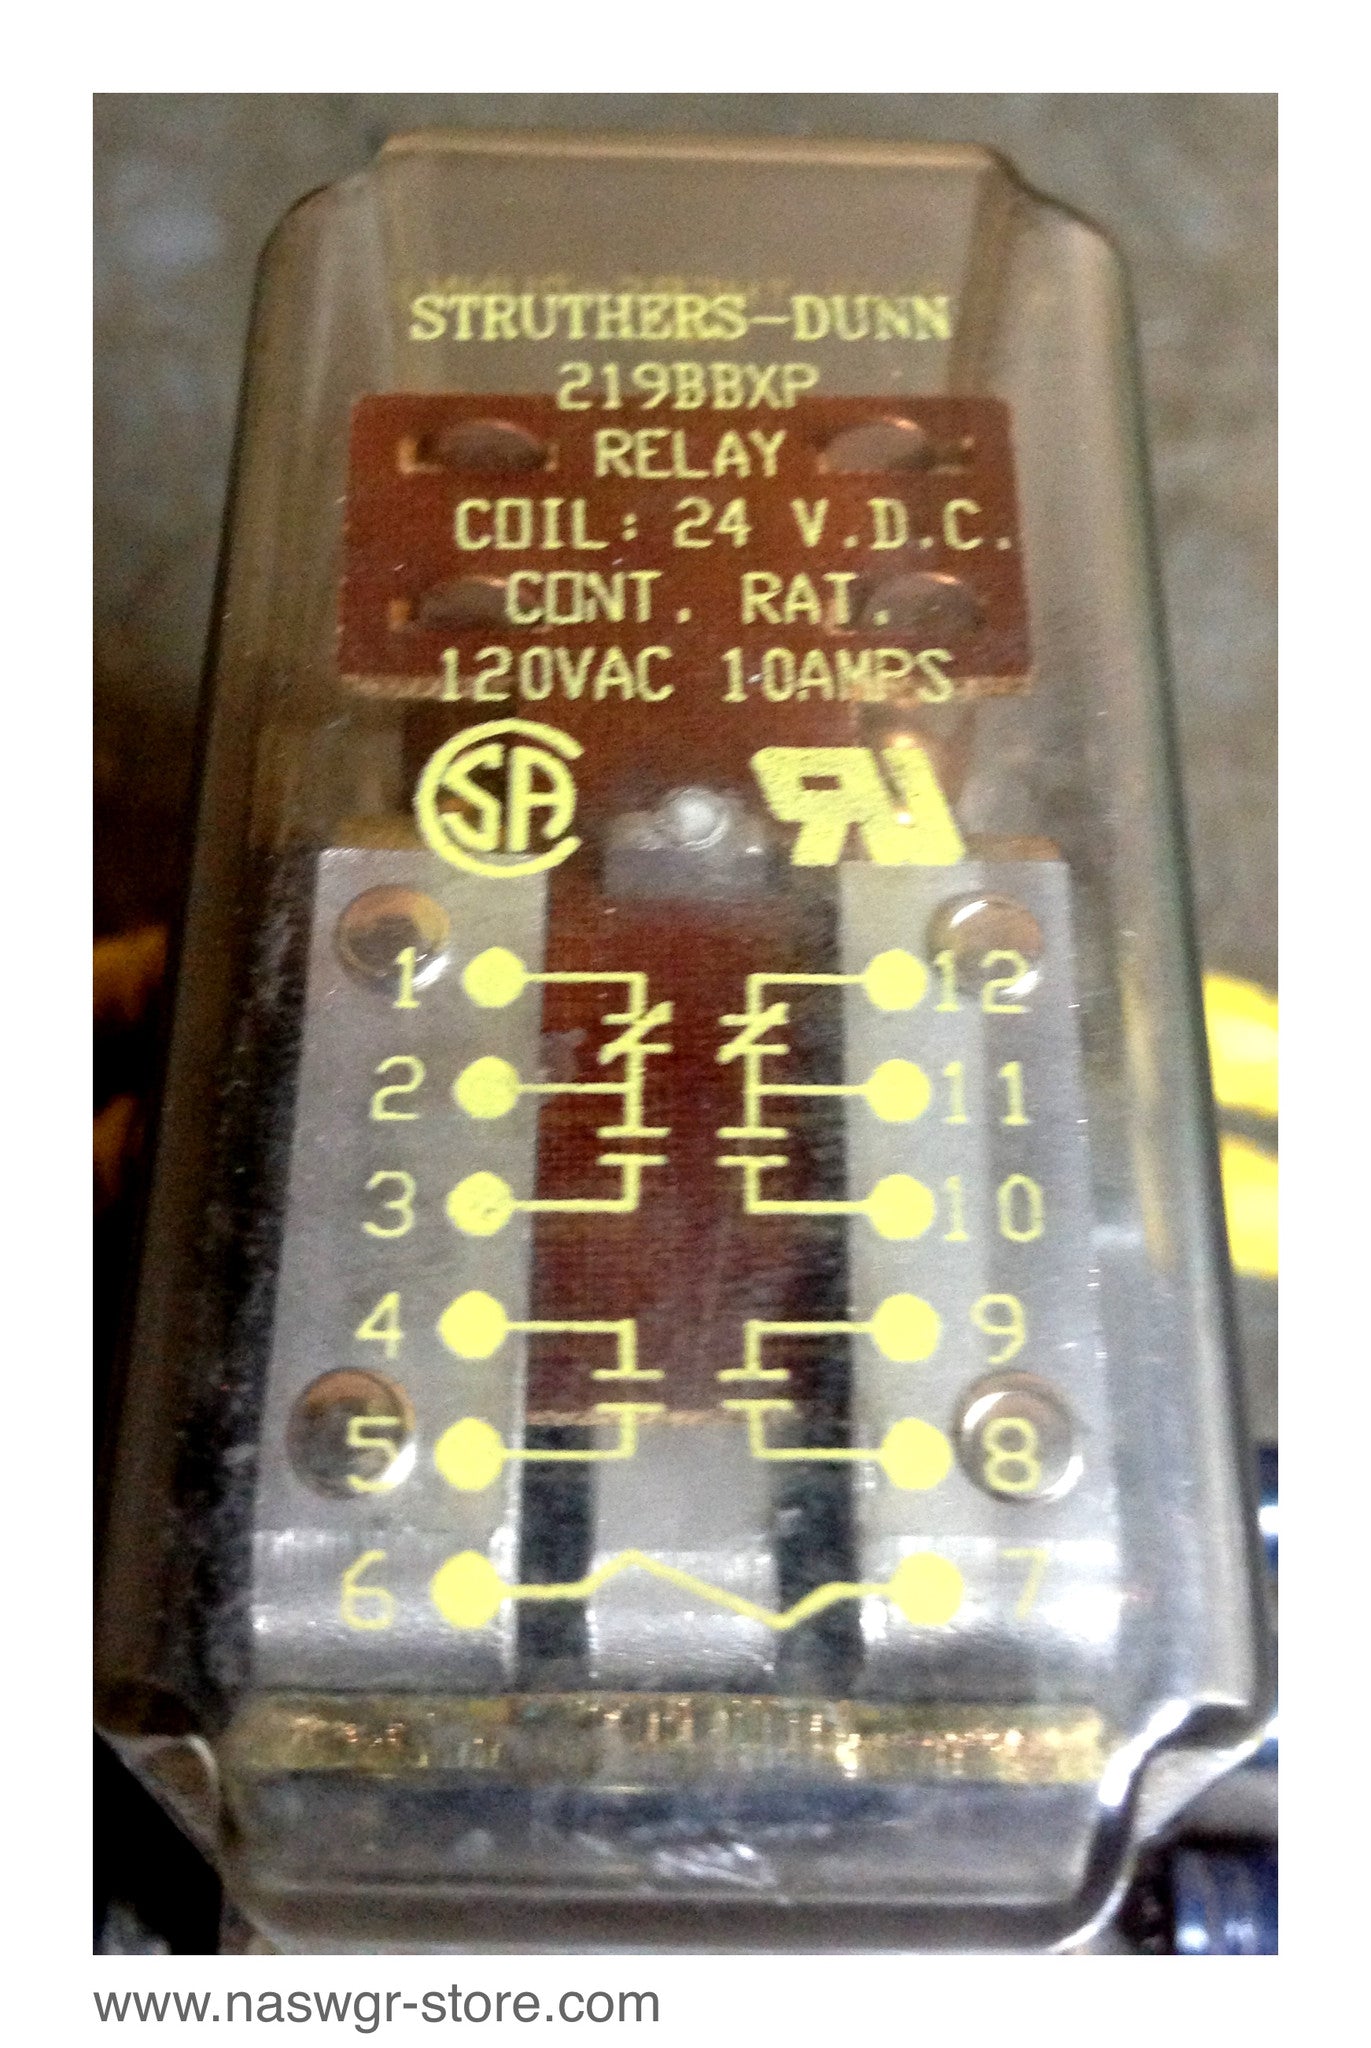 STRUTHERS-DUNN
219BBXP
RELAY
COIL: 24 V.D.C.
CONT. RAT.
120VAC 10AMPS
SA RU
1 12
2 11
3 10
4 9
5 8
6 7
www.naswgr-store.com